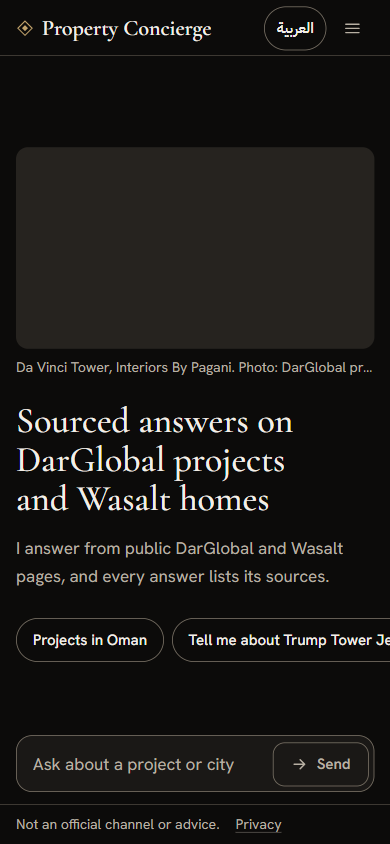 Property Concierge
العربية
Da Vinci Tower, Interiors By Pagani. Photo: DarGlobal pr...
Sourced answers on
DarGlobal projects
and Wasalt homes
I answer from public DarGlobal and Wasalt
pages, and every answer lists its sources.
Projects in Oman
Tell me about Trump Tower Je
Ask about a project or city
Send
Not an official channel or advice.
Privacy